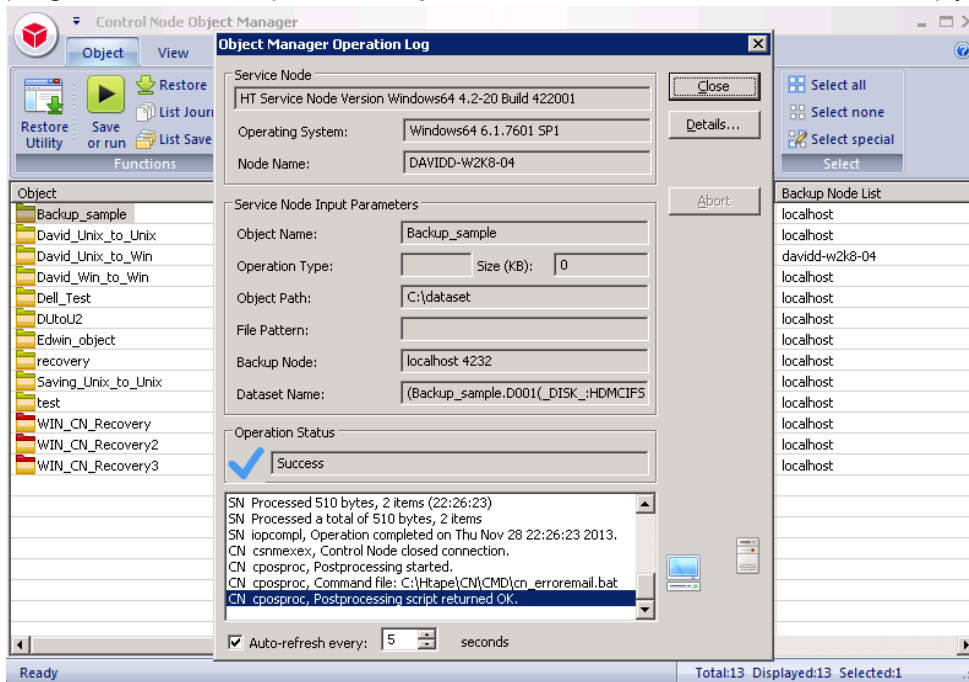 Control Node Object Manager
Object View
Restore Utility
Save or run
Restore
List Journ
List Save
Functions
Select all
Select none
Select special
Select
Object Manager Operation Log
Close
Details...
Abort
Service Node
HT Service Node Version Windows64 4.2-20 Build 422001
Operating System: Windows64 6.1.7601 SP1
Node Name: DAVIDD-W2K8-04
Service Node Input Parameters
Object Name: Backup_sample
Operation Type: Size (KB): 0
Object Path: C:\dataset
File Pattern:
Backup Node: localhost 4232
Dataset Name: (Backup_sample.D001(_DISK_:HDMCIFS
Operation Status
Success
SN Processed 510 bytes, 2 items (22:26:23)
SN Processed a total of 510 bytes, 2 items
SN iopcompl, Operation completed on Thu Nov 28 22:26:23 2013.
CN csnmexex, Control Node closed connection.
CN cposproc, Postprocessing started.
CN cposproc, Command file: C:\Htape\CN\CMD\cn_erroremail.bat
CN cposproc, Postprocessing script returned OK.
Auto-refresh every: 5 seconds
Object
Backup_sample
David_Unix_to_Unix
David_Unix_to_Win
David_Win_to_Win
Dell_Test
DUtoU2
Edwin_object
recovery
Saving_Unix_to_Unix
test
WIN_CN_Recovery
WIN_CN_Recovery2
WIN_CN_Recovery3
Backup Node List
localhost
localhost
davidd-w2k8-04
localhost
localhost
localhost
localhost
localhost
localhost
localhost
localhost
localhost
localhost
Ready
Total:13 Displayed:13 Selected:1